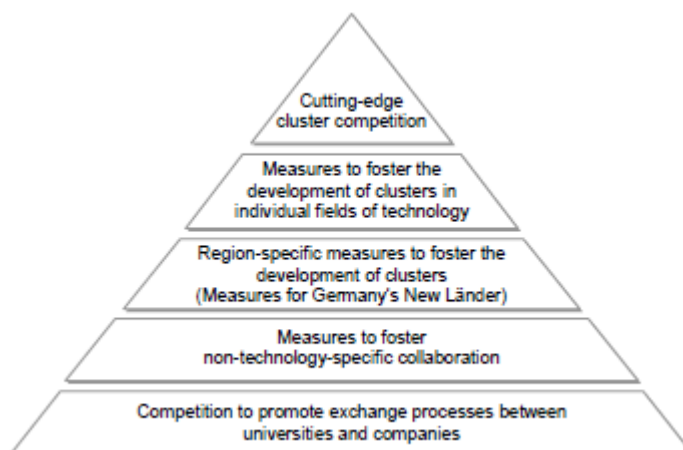 Cutting-edge
cluster competition
Measures to foster the
development of clusters in
individual fields of technology
Region-specific measures to foster the
development of clusters
(Measures for Germany's New Länder)
Measures to foster
non-technology-specific collaboration
Competition to promote exchange processes between
universities and companies